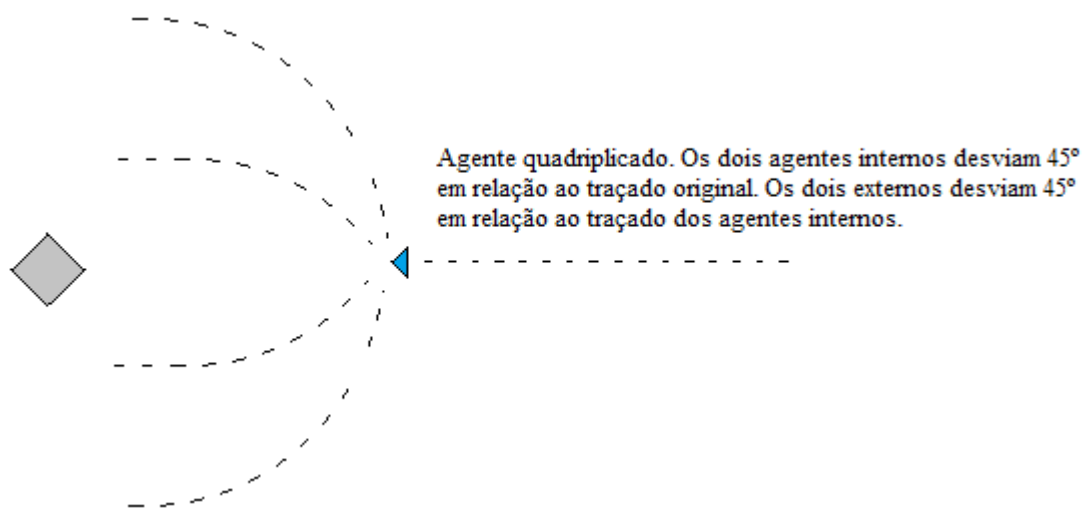 Agente quadriplicado. Os dois agentes internos desviam 45º
em relação ao traçado original. Os dois externos desviam 45º
em relação ao traçado dos agentes internos.